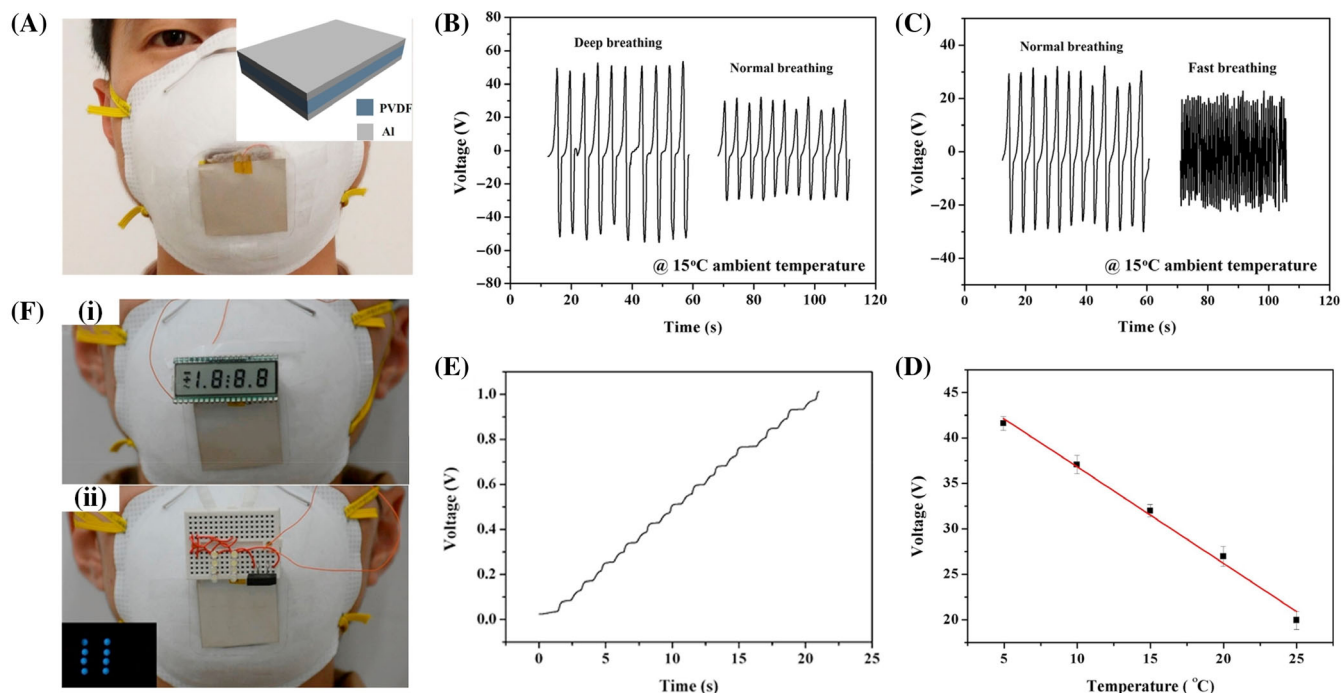 (A)
PVDF
Al
(B)
Deep breathing
Normal breathing
@ 15°C ambient temperature
Voltage (V)
80
60
40
20
0
−20
−40
−60
−80
0 20 40 60 80 100 120
Time (s)
(C)
Normal breathing
Fast breathing
@ 15°C ambient temperature
Voltage (V)
40
20
0
−20
−40
0 20 40 60 80 100 120
Time (s)
(F) (i)
1.8:8.8
(ii)
(E)
Voltage (V)
1.0
0.8
0.6
0.4
0.2
0.0
0 5 10 15 20 25
Time (s)
(D)
Voltage (V)
45
40
35
30
25
20
5 10 15 20 25
Temperature ( °C)